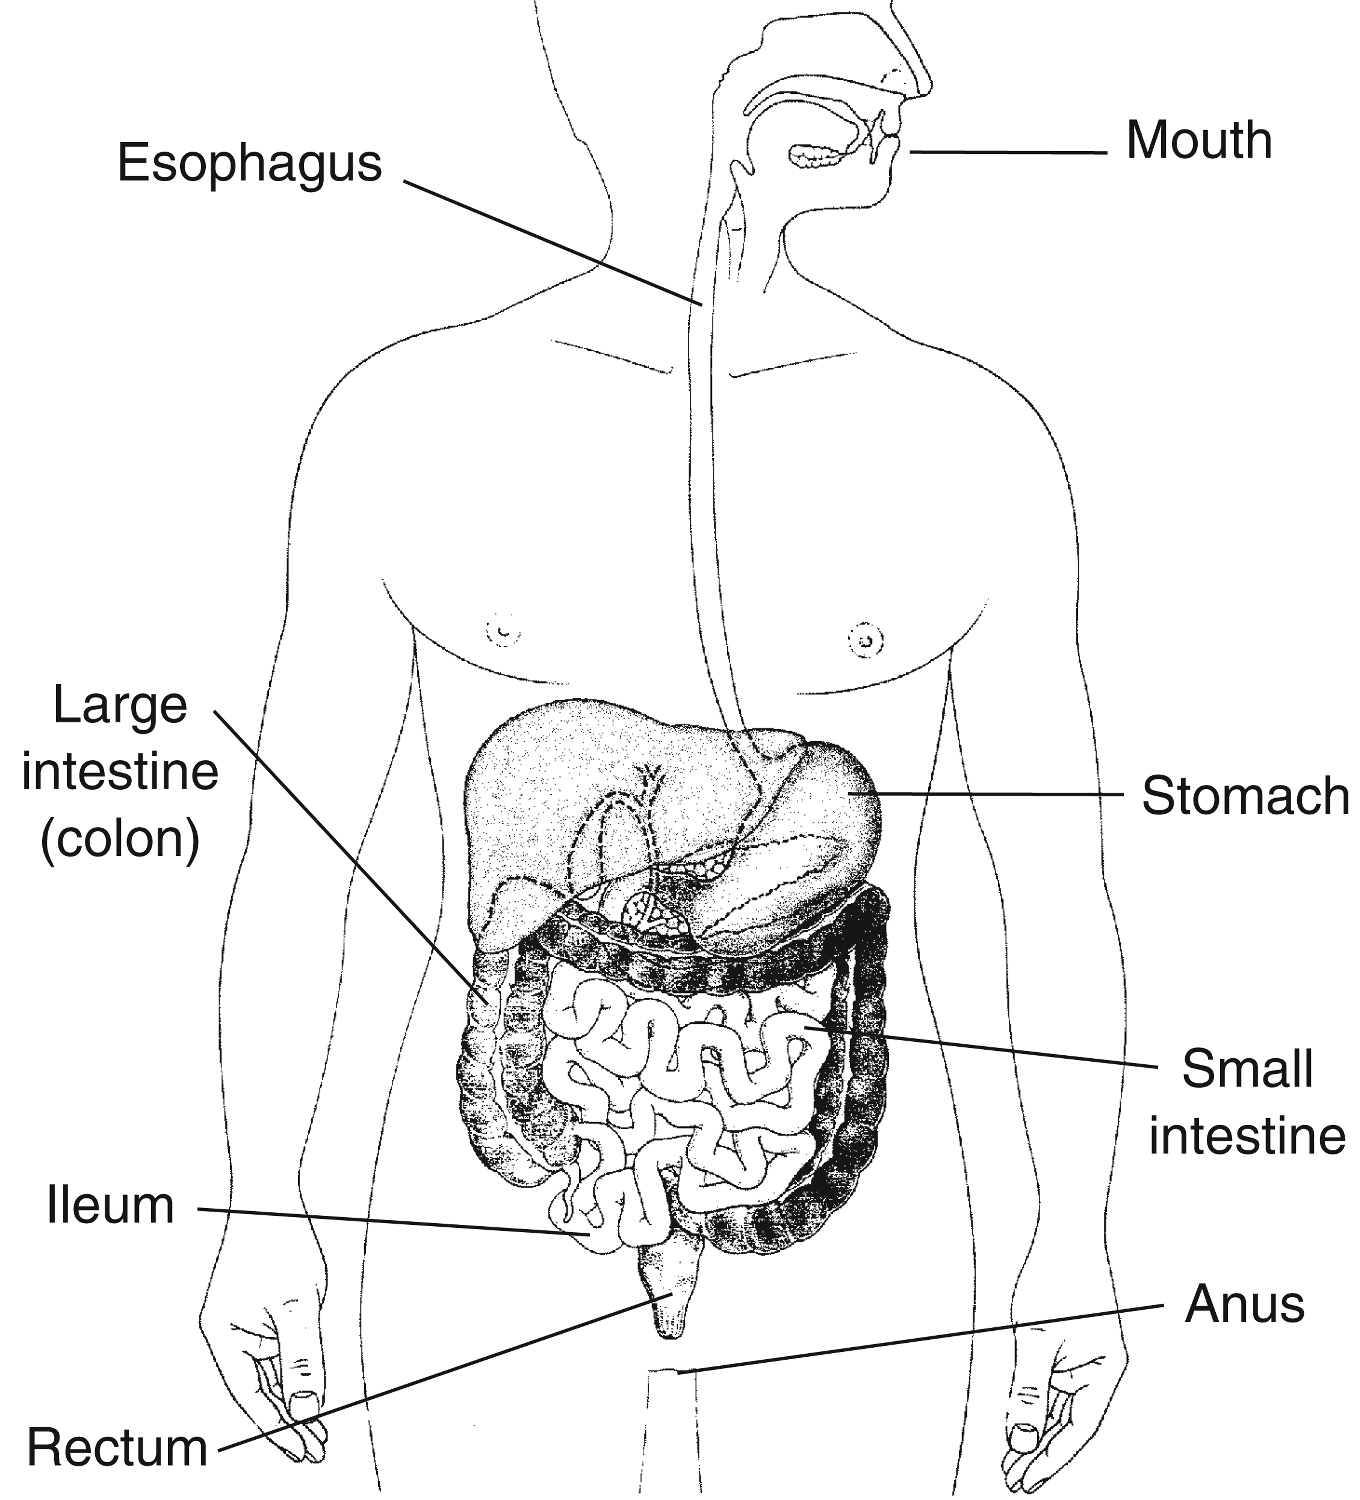 Mouth
Esophagus
Large
intestine
(colon)
Stomach
Small
intestine
Ileum
Anus
Rectum